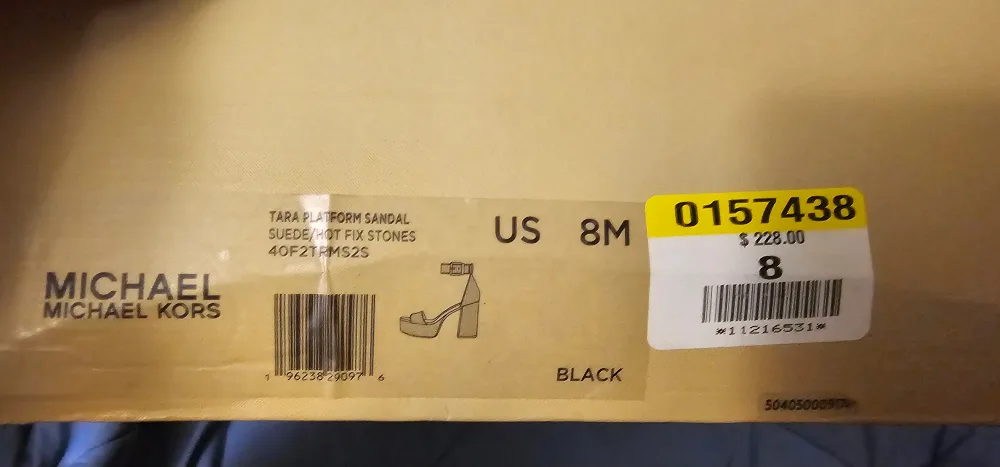 TARA PLATFORM SANDAL
SUEDE/HOT FIX STONES
40F2TRMS2S
US 8M
MICHAEL
MICHAEL KORS
1 96238 29097 6
BLACK
0157438
$ 228.00
8
*11216531*